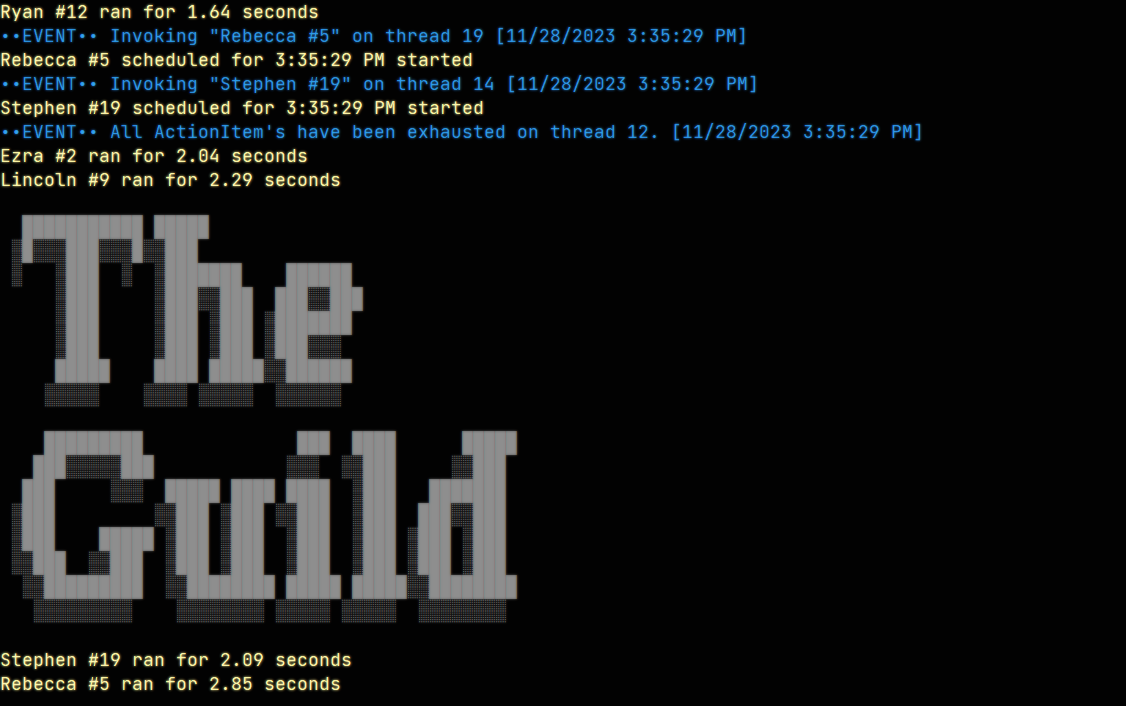 Ryan #12 ran for 1.64 seconds
••EVENT•• Invoking "Rebecca #5" on thread 19 [11/28/2023 3:35:29 PM]
Rebecca #5 scheduled for 3:35:29 PM started
••EVENT•• Invoking "Stephen #19" on thread 14 [11/28/2023 3:35:29 PM]
Stephen #19 scheduled for 3:35:29 PM started
••EVENT•• All ActionItem's have been exhausted on thread 12. [11/28/2023 3:35:29 PM]
Ezra #2 ran for 2.04 seconds
Lincoln #9 ran for 2.29 seconds
The
Guild
Stephen #19 ran for 2.09 seconds
Rebecca #5 ran for 2.85 seconds